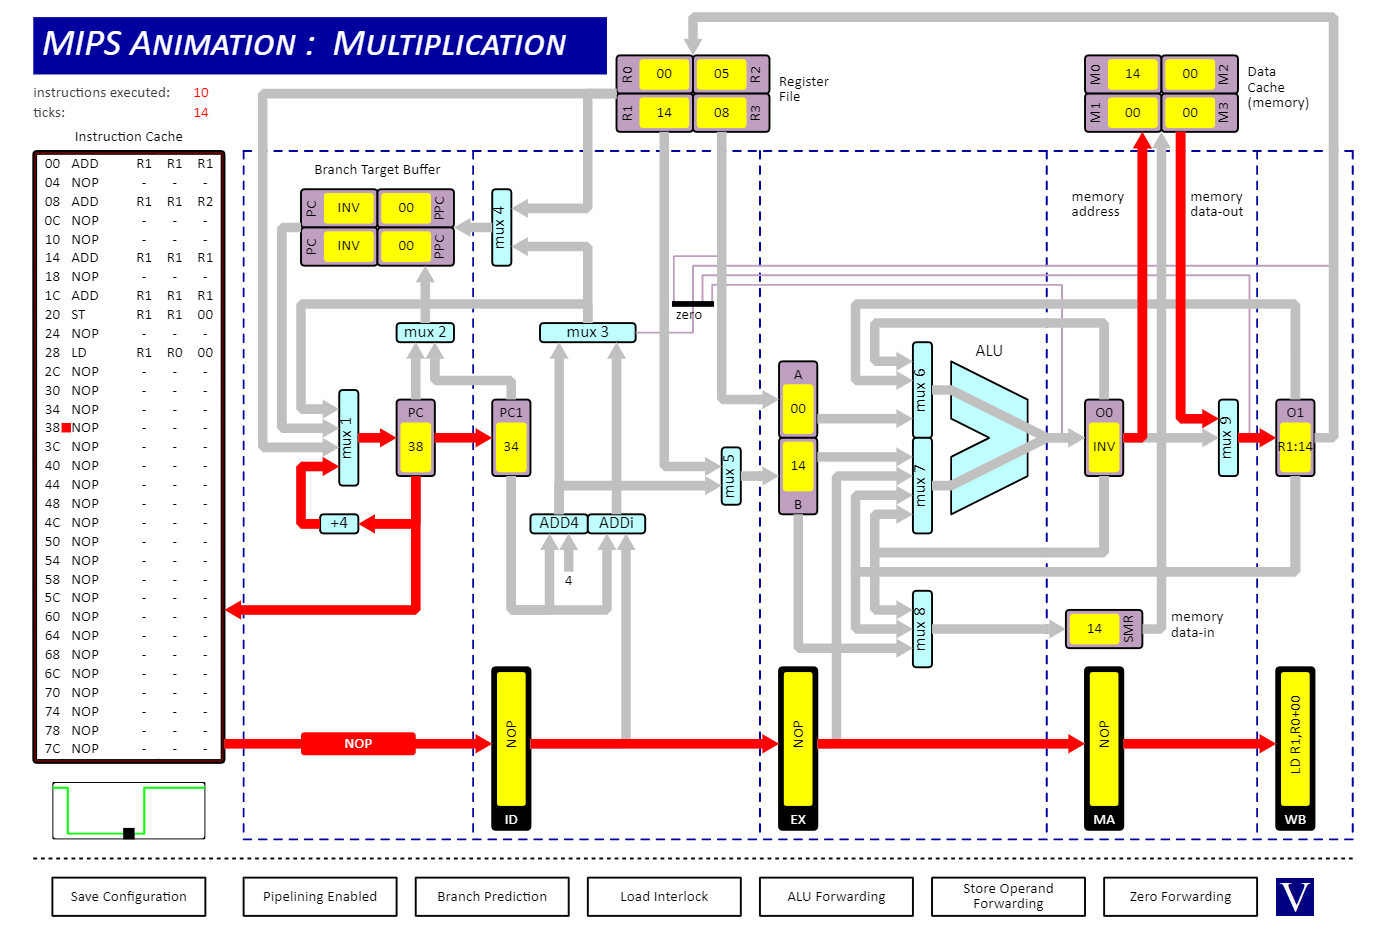 MIPS ANIMATION : MULTIPLICATION
instructions executed: 10
ticks: 14
Instruction Cache
00 ADD R1 R1 R1
04 NOP - - -
08 ADD R1 R1 R2
0C NOP - - -
10 NOP - - -
14 ADD R1 R1 R1
18 NOP - - -
1C ADD R1 R1 R1
20 ST R1 R1 00
24 NOP - - -
28 LD R1 R0 00
2C NOP - - -
30 NOP - - -
34 NOP - - -
38 NOP - - -
3C NOP - - -
40 NOP - - -
44 NOP - - -
48 NOP - - -
4C NOP - - -
50 NOP - - -
54 NOP - - -
58 NOP - - -
5C NOP - - -
60 NOP - - -
64 NOP - - -
68 NOP - - -
6C NOP - - -
70 NOP - - -
74 NOP - - -
78 NOP - - -
7C NOP - - -
R0 00 05 R2
R1 14 08 R3
Register
File
M0 14 00 M2
M1 00 00 M3
Data
Cache
(memory)
Branch Target Buffer
PC INV 00 PPC
PC INV 00 PPC
mux 4
memory
address
memory
data-out
zero
mux 2
mux 3
mux 1
PC
38
PC1
34
+4
ADD4
ADDi
4
mux 5
A
00
14
B
mux 6
mux 7
ALU
O0
INV
mux 9
O1
R1:14
mux 8
14 SMR
memory
data-in
NOP
NOP
ID
NOP
EX
NOP
MA
LD R1,R0+00
WB
Save Configuration
Pipelining Enabled
Branch Prediction
Load Interlock
ALU Forwarding
Store Operand
Forwarding
Zero Forwarding
V